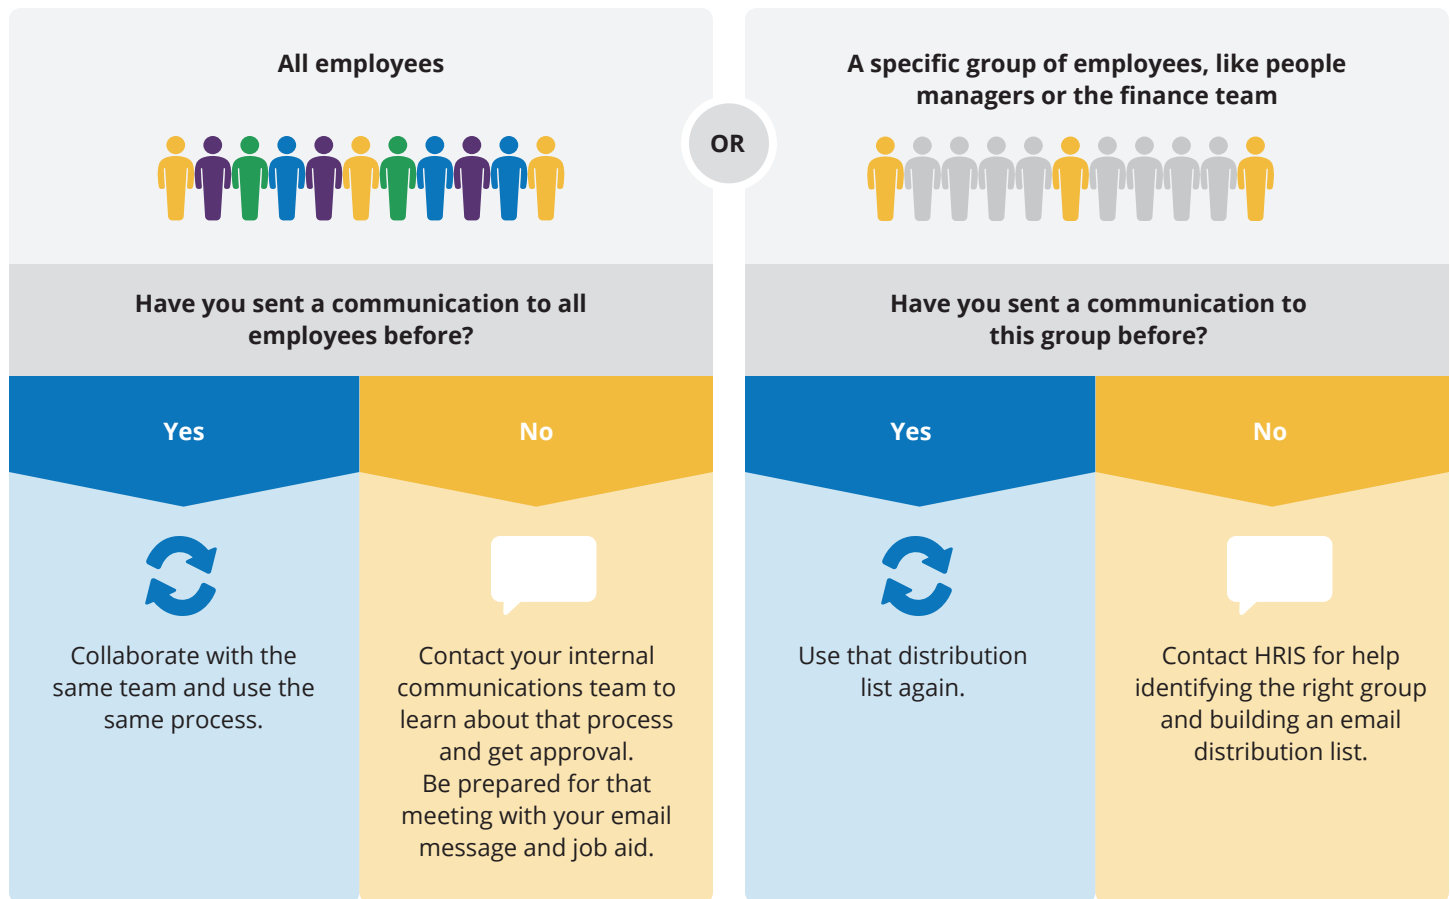 All employees
OR
A specific group of employees, like people
managers or the finance team
Have you sent a communication to all
employees before?
Have you sent a communication to
this group before?
Yes
No
Yes
No
Collaborate with the
same team and use the
same process.
Contact your internal
communications team to
learn about that process
and get approval.
Be prepared for that
meeting with your email
message and job aid.
Use that distribution
list again.
Contact HRIS for help
identifying the right group
and building an email
distribution list.